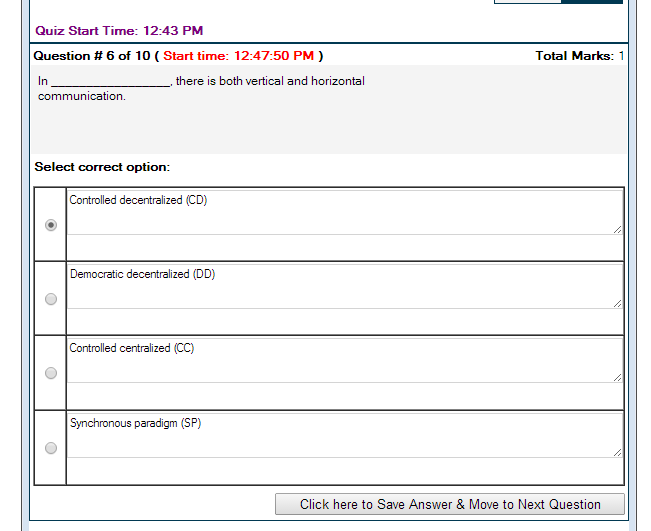 Quiz Start Time: 12:43 PM
Question # 6 of 10 ( Start time: 12:47:50 PM ) Total Marks: 1
In __________________, there is both vertical and horizontal
communication.
Select correct option:
Controlled decentralized (CD)
Democratic decentralized (DD)
Controlled centralized (CC)
Synchronous paradigm (SP)
Click here to Save Answer & Move to Next Question